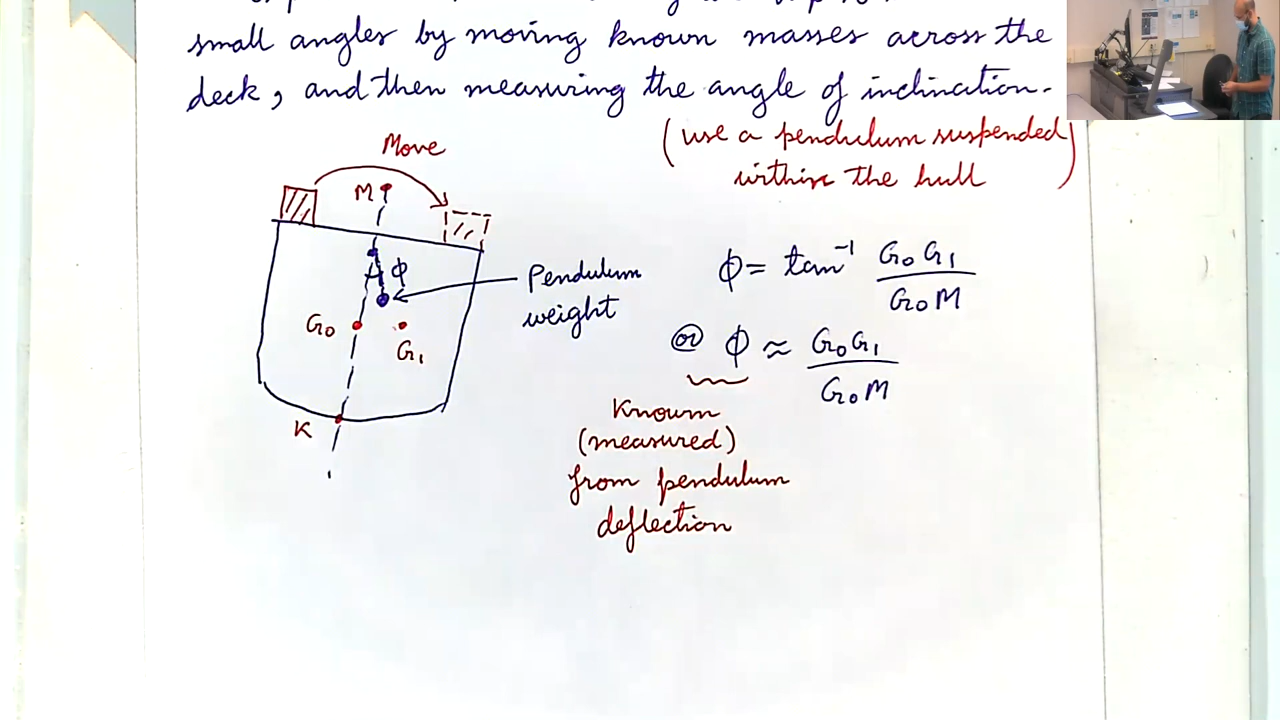 small angles by moving known masses across the
deck, and then measuring the angle of inclination.
(use a pendulum suspended)
within the hull
Move
M
ϕ
Pendulum
weight
G₀
G₁
K
ϕ = tan⁻¹ G₀G₁ / G₀M
or ϕ ≈ G₀G₁ / G₀M
Known
(measured)
from pendulum
deflection